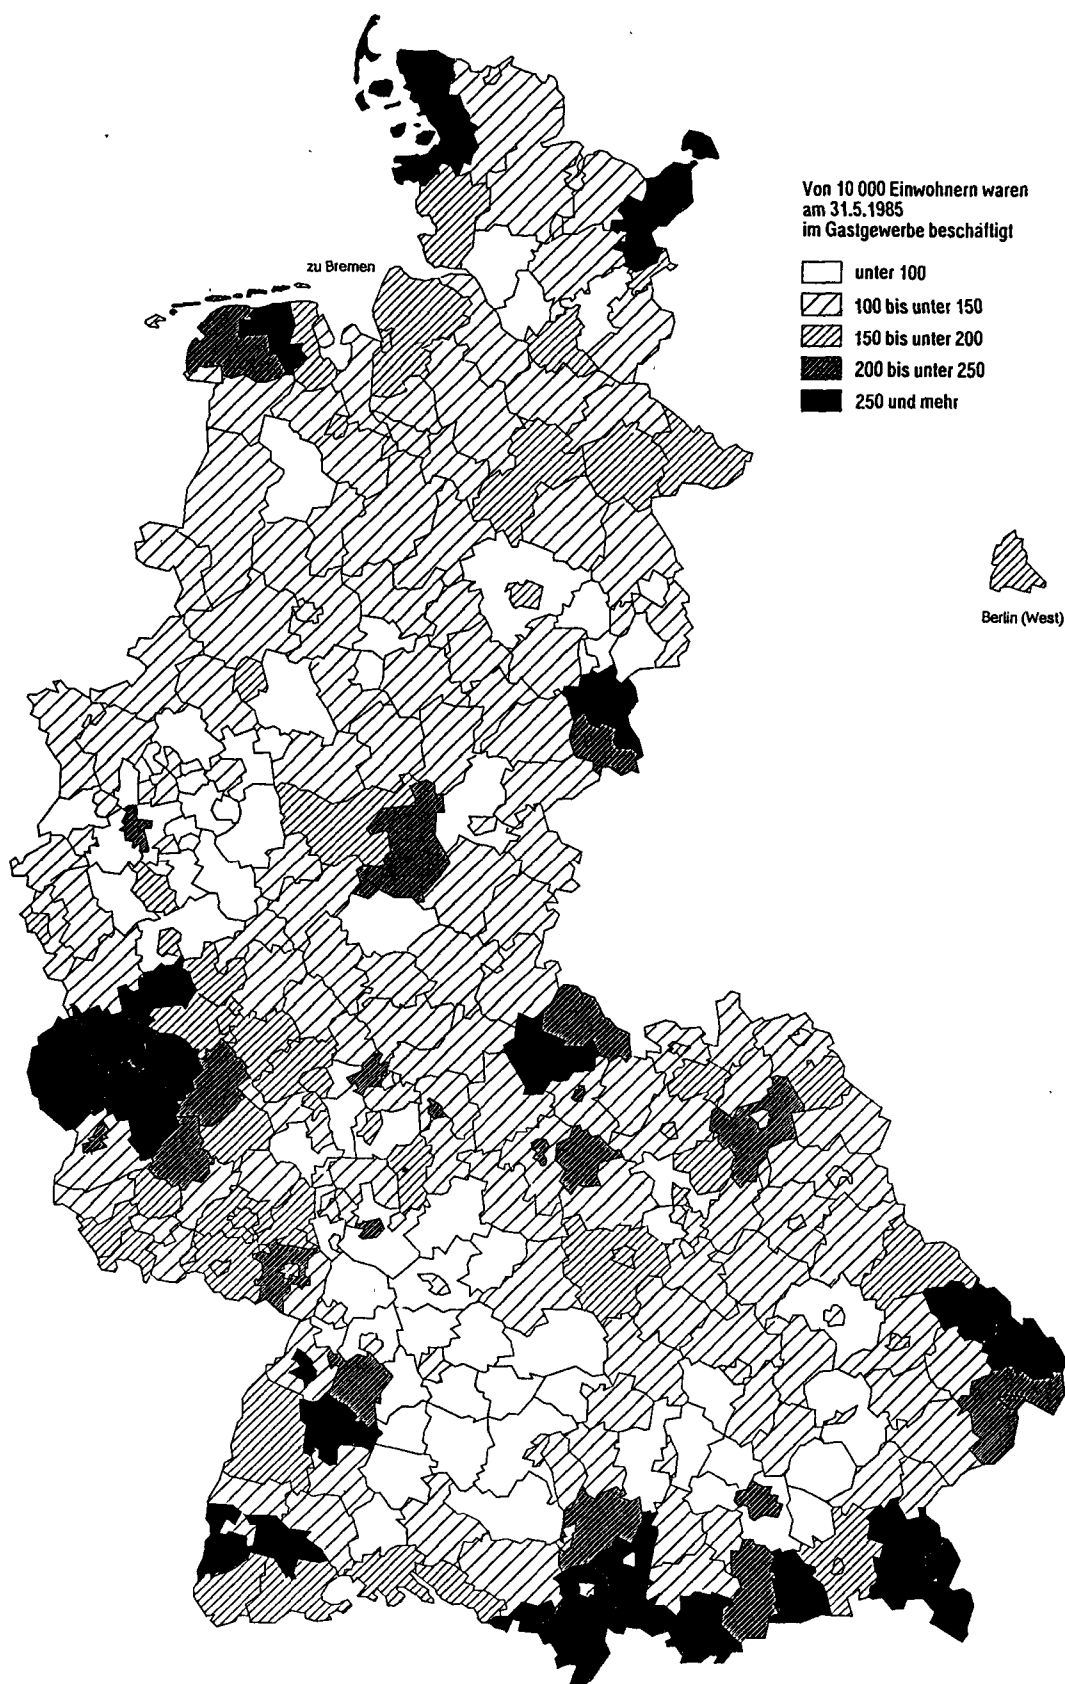 Von 10 000 Einwohnern waren
am 31.5.1985
im Gastgewerbe beschäftigt
unter 100
100 bis unter 150
150 bis unter 200
200 bis unter 250
250 und mehr
zu Bremen
Berlin (West)